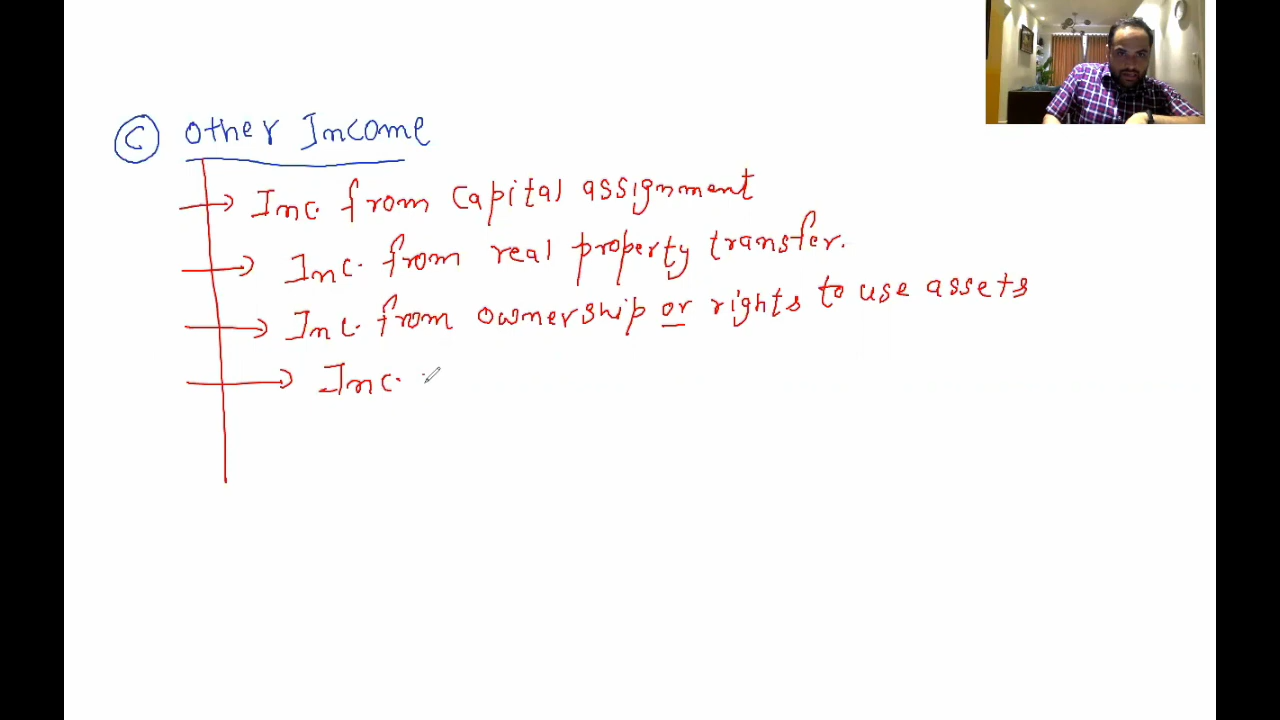 C Other Income
Inc. from capital assignment
Inc. from real property transfer.
Inc. from ownership or rights to use assets
Inc.